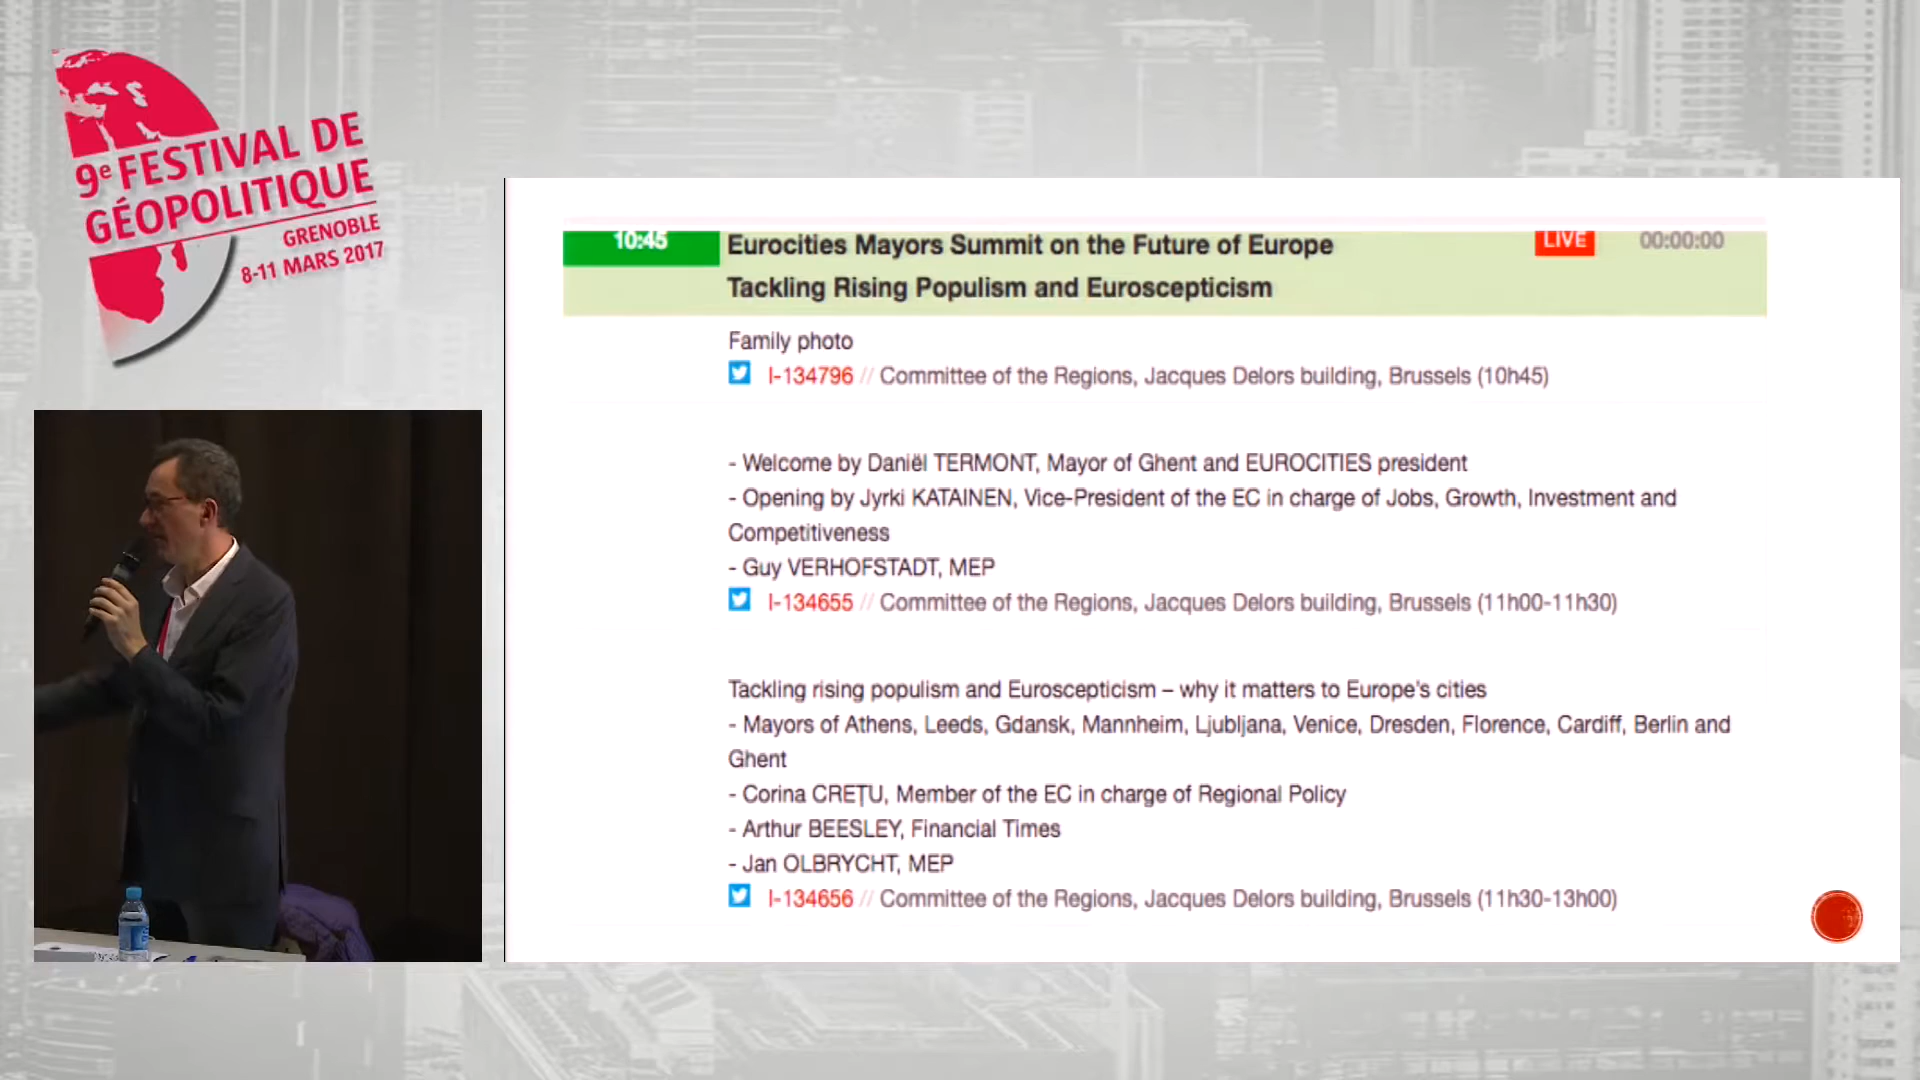 9e FESTIVAL DE
GÉOPOLITIQUE
GRENOBLE
8-11 MARS 2017
10:45
Eurocities Mayors Summit on the Future of Europe
LIVE
00:00:00
Tackling Rising Populism and Euroscepticism
Family photo
I-134796 // Committee of the Regions, Jacques Delors building, Brussels (10h45)
- Welcome by Daniël TERMONT, Mayor of Ghent and EUROCITIES president
- Opening by Jyrki KATAINEN, Vice-President of the EC in charge of Jobs, Growth, Investment and
Competitiveness
- Guy VERHOFSTADT, MEP
I-134655 // Committee of the Regions, Jacques Delors building, Brussels (11h00-11h30)
Tackling rising populism and Euroscepticism – why it matters to Europe's cities
- Mayors of Athens, Leeds, Gdansk, Mannheim, Ljubljana, Venice, Dresden, Florence, Cardiff, Berlin and
Ghent
- Corina CREȚU, Member of the EC in charge of Regional Policy
- Arthur BEESLEY, Financial Times
- Jan OLBRYCHT, MEP
I-134656 // Committee of the Regions, Jacques Delors building, Brussels (11h30-13h00)